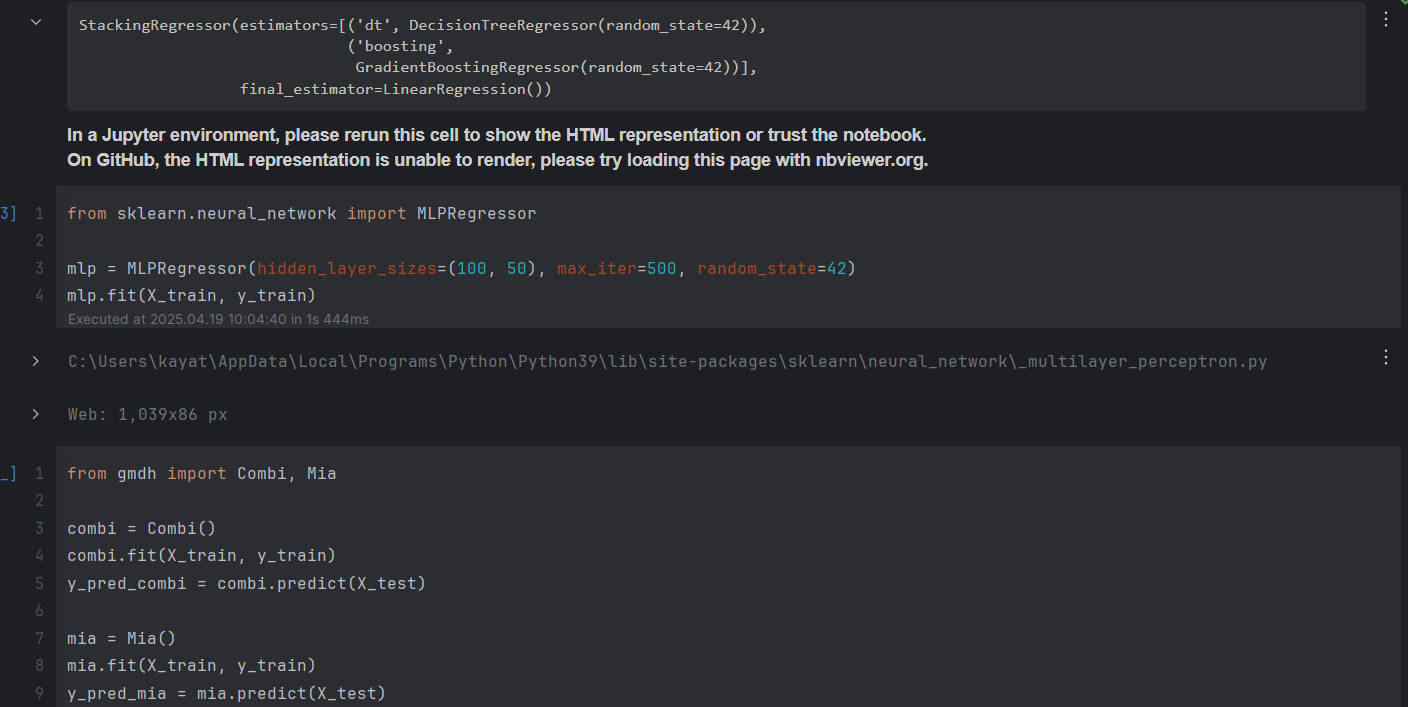 StackingRegressor(estimators=[('dt', DecisionTreeRegressor(random_state=42)),
('boosting',
GradientBoostingRegressor(random_state=42))],
final_estimator=LinearRegression())
In a Jupyter environment, please rerun this cell to show the HTML representation or trust the notebook.
On GitHub, the HTML representation is unable to render, please try loading this page with nbviewer.org.
3] 1 from sklearn.neural_network import MLPRegressor
2
3 mlp = MLPRegressor(hidden_layer_sizes=(100, 50), max_iter=500, random_state=42)
4 mlp.fit(X_train, y_train)
Executed at 2025.04.19 10:04:40 in 1s 444ms
C:\Users\kayat\AppData\Local\Programs\Python\Python39\lib\site-packages\sklearn\neural_network\_multilayer_perceptron.py
Web: 1,039x86 px
_] 1 from gmdh import Combi, Mia
2
3 combi = Combi()
4 combi.fit(X_train, y_train)
5 y_pred_combi = combi.predict(X_test)
6
7 mia = Mia()
8 mia.fit(X_train, y_train)
9 y_pred_mia = mia.predict(X_test)